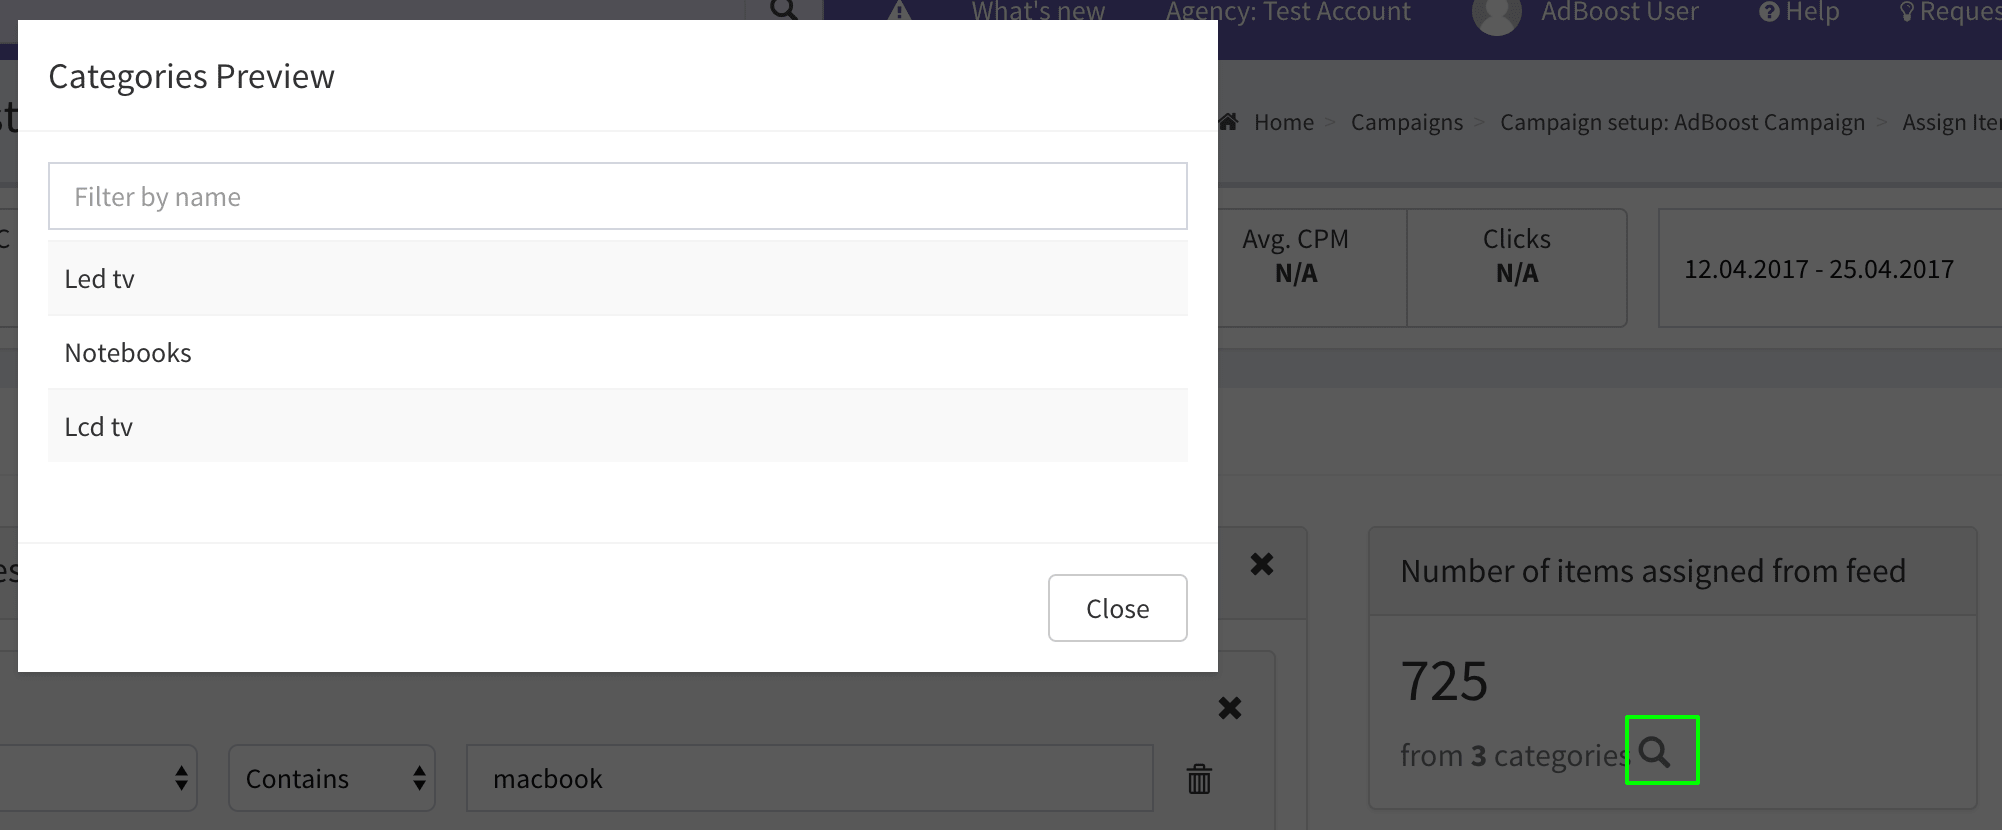 What's new
Agency: Test Account
AdBoost User
Help
Categories Preview
Home > Campaigns > Campaign setup: AdBoost Campaign > Assign
Filter by name
Avg. CPM
N/A
Clicks
N/A
12.04.2017 - 25.04.2017
Led tv
Notebooks
Lcd tv
Close
Number of items assigned from feed
725
from 3 categories
Contains
macbook